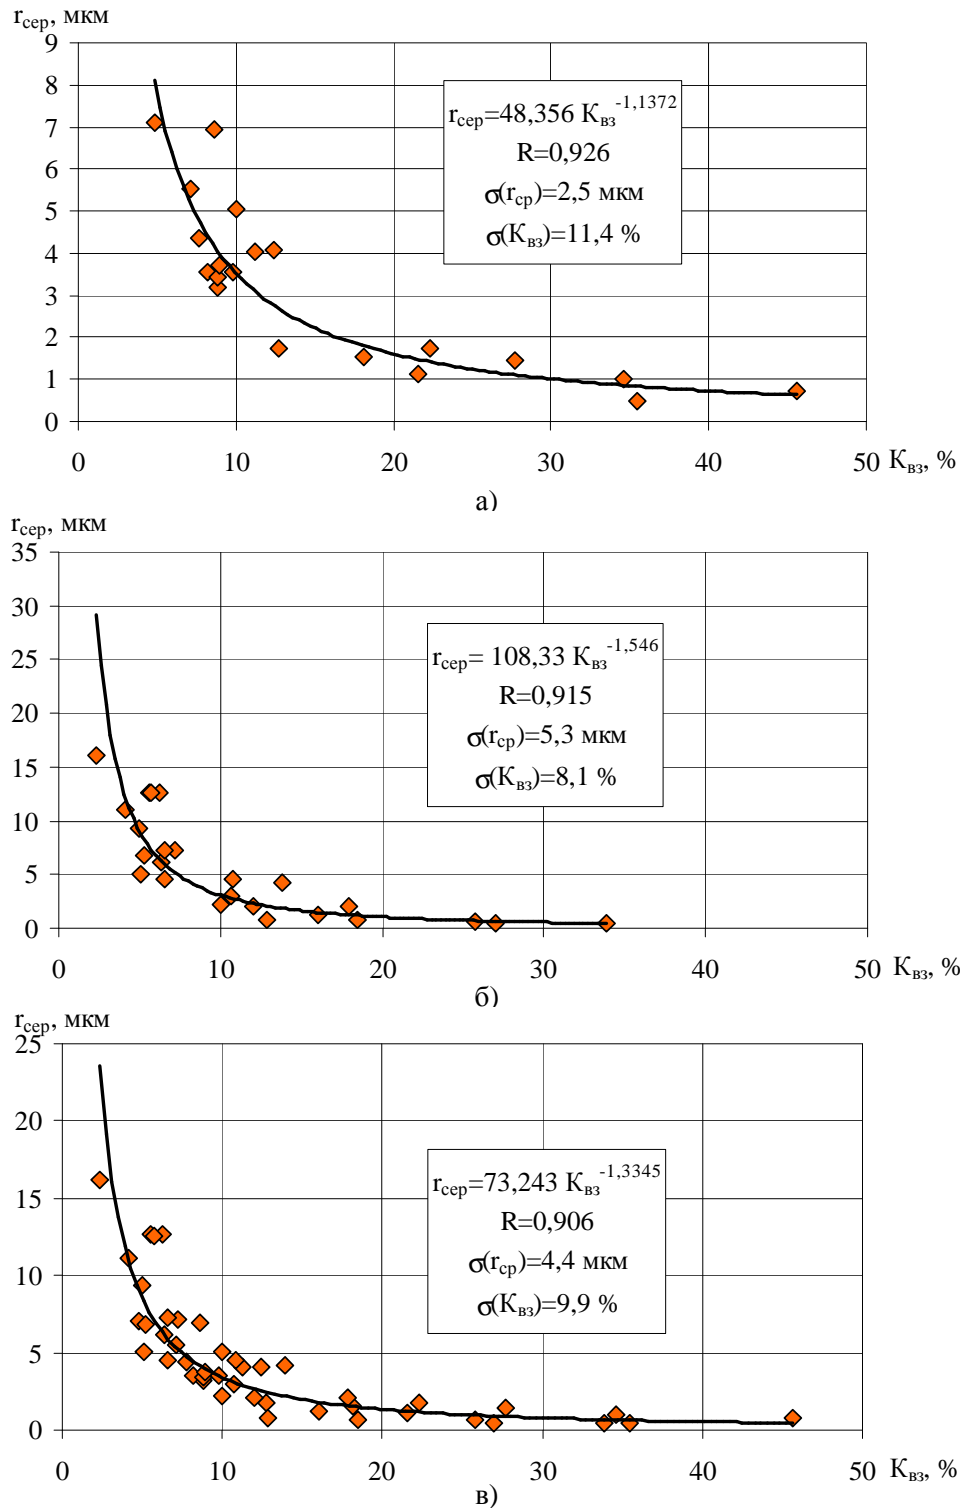 rсер, мкм
9
8
7
6
5
4
3
2
1
0
rсер=48,356 Kвз-1,1372
R=0,926
σ(rср)=2,5 мкм
σ(Kвз)=11,4 %
0 10 20 30 40 50 Kвз, %
а)
rсер, мкм
35
30
25
20
15
10
5
0
rсер= 108,33 Kвз-1,546
R=0,915
σ(rср)=5,3 мкм
σ(Kвз)=8,1 %
0 10 20 30 40 50 Kвз, %
б)
rсер, мкм
25
20
15
10
5
0
rсер=73,243 Kвз-1,3345
R=0,906
σ(rср)=4,4 мкм
σ(Kвз)=9,9 %
0 10 20 30 40 50 Kвз, %
в)